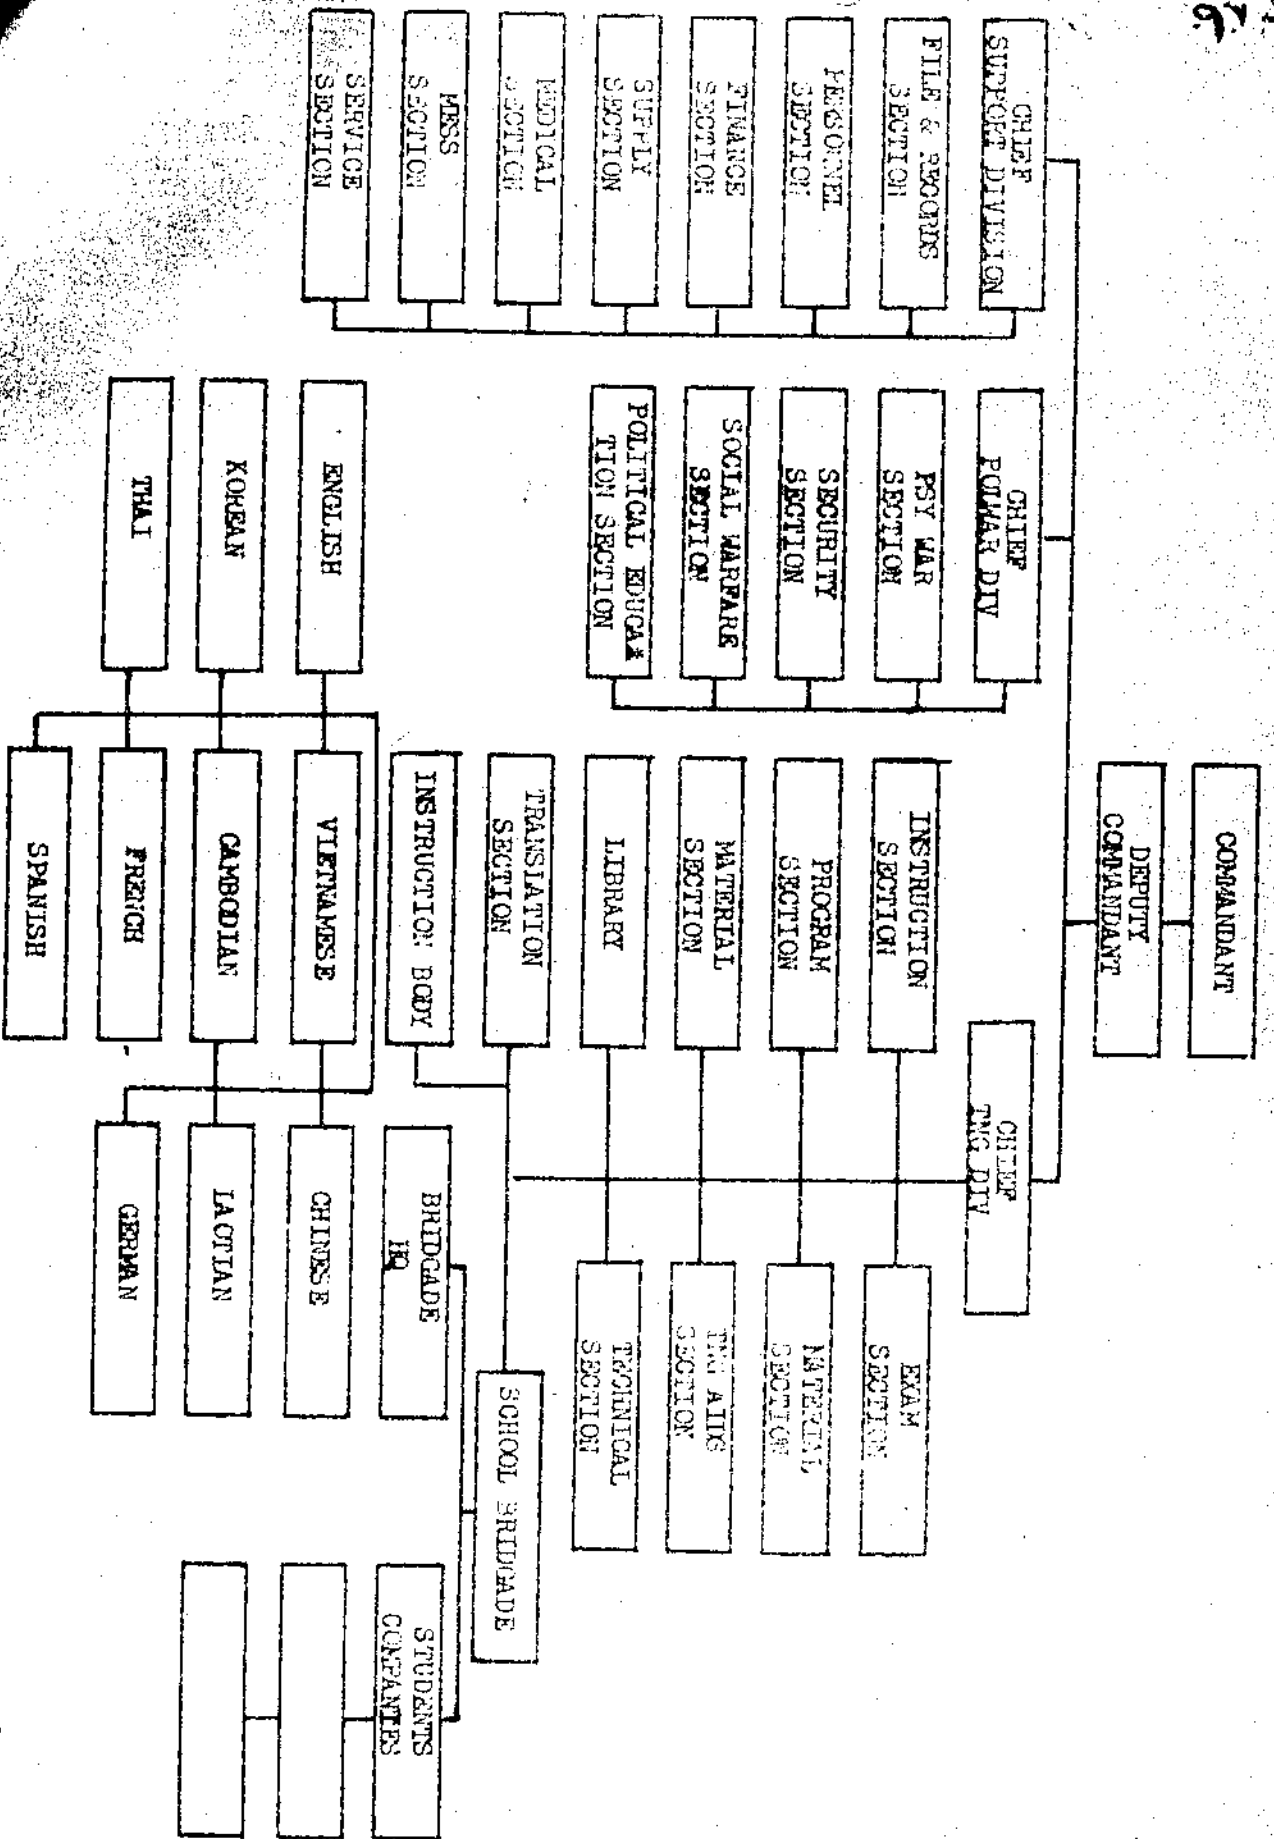 COMMANDANT
DEPUTY
COMMANDANT
CHIEF
SUPPORT DIVISION
FILE & RECORDS
SECTION
PERSONNEL
SECTION
FINANCE
SECTION
SUPPLY
SECTION
MEDICAL
SECTION
MESS
SECTION
SERVICE
SECTION
CHIEF
POLWAR DIV
PSY WAR
SECTION
SECURITY
SECTION
SOCIAL WARFARE
SECTION
POLITICAL EDUCA*
TION SECTION
CHIEF
TNG DIV
INSTRUCTION
SECTION
PROGRAM
SECTION
MATERIAL
SECTION
LIBRARY
TRANSLATION
SECTION
INSTRUCTION BODY
EXAM
SECTION
MATERIAL
SECTION
TNG AIDS
SECTION
TECHNICAL
SECTION
SCHOOL BRIDGADE
BRIDGADE
HQ
STUDENTS
COMPANIES
ENGLISH
KOREAN
THAI
VIETNAMESE
CAMBODIAN
FRENCH
SPANISH
CHINESE
LAOTIAN
GERMAN